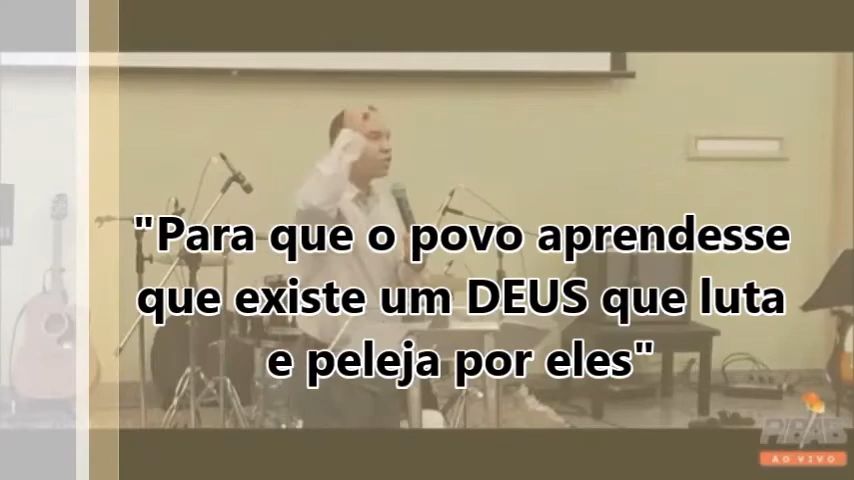 "Para que o povo aprendesse
que existe um DEUS que luta
e peleja por eles"
PIBAB
AO VIVO